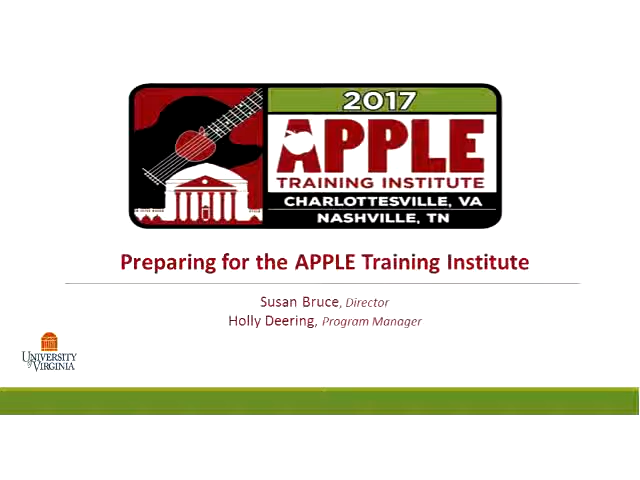 2017
APPLE
TRAINING INSTITUTE
CHARLOTTESVILLE, VA
NASHVILLE, TN
Preparing for the APPLE Training Institute
Susan Bruce, Director
Holly Deering, Program Manager
UNIVERSITY
of VIRGINIA